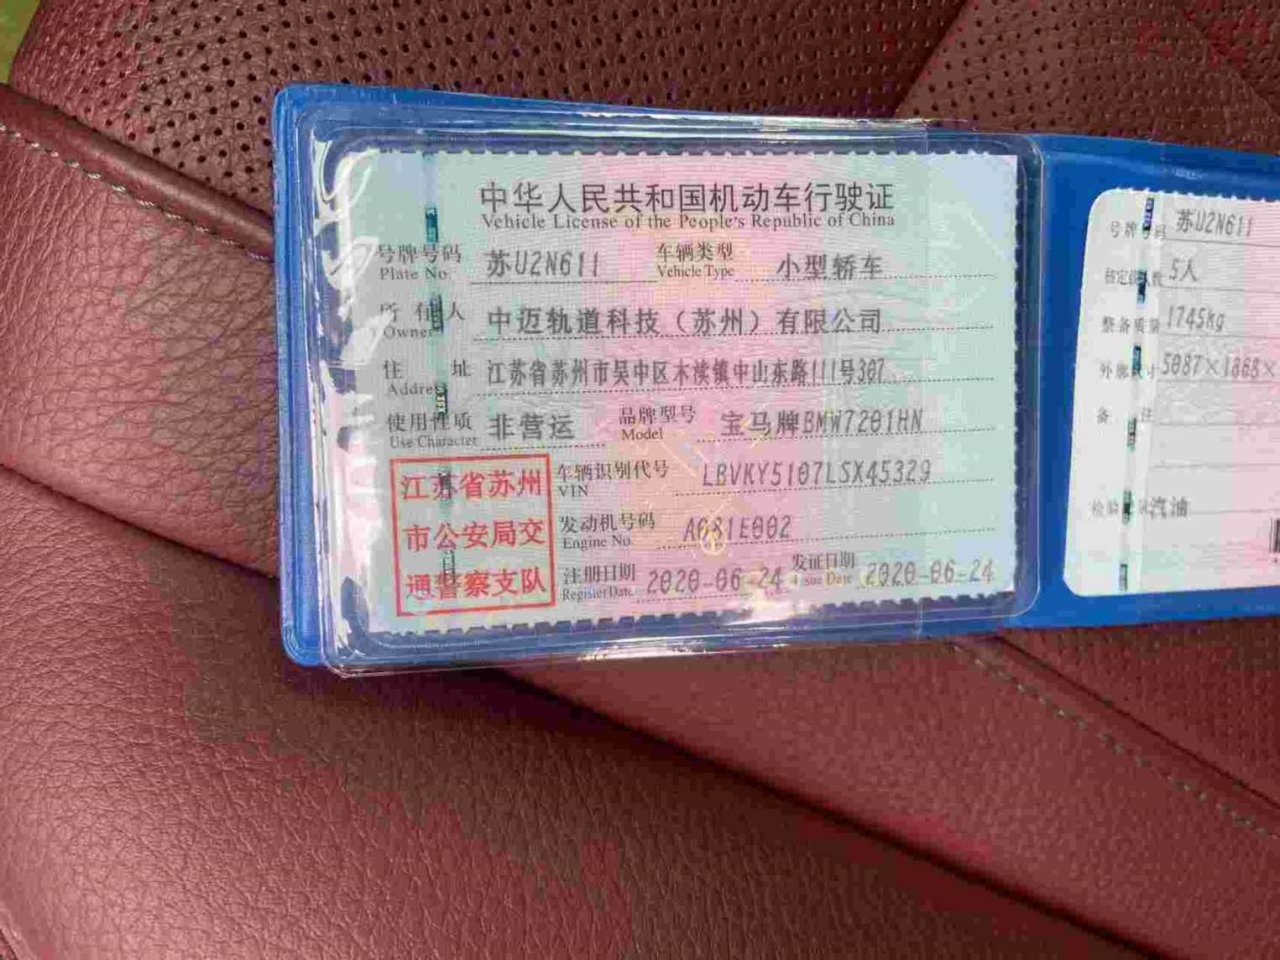 中华人民共和国机动车行驶证
Vehicle License of the People's Republic of China
号牌号码 苏U2N611 车辆类型 小型轿车
Plate No. Vehicle Type
所有人 中迈轨道科技（苏州）有限公司
Owner
住址 江苏省苏州市吴中区木渎镇中山东路111号307
Address
使用性质 非营运 品牌型号 宝马牌BMW7201HN
Use Character Model
江苏省苏州
市公安局交
通警察支队
车辆识别代号 LBVKY5107LSX45329
VIN
发动机号码 A081E002
Engine No.
注册日期 2020-06-24 发证日期 2020-06-24
Register Date Issue Date
号牌号码 苏U2N611
核定载人数 5人
整备质量 1745kg
外廓尺寸 5087×1868×
备注
检验记录 汽油